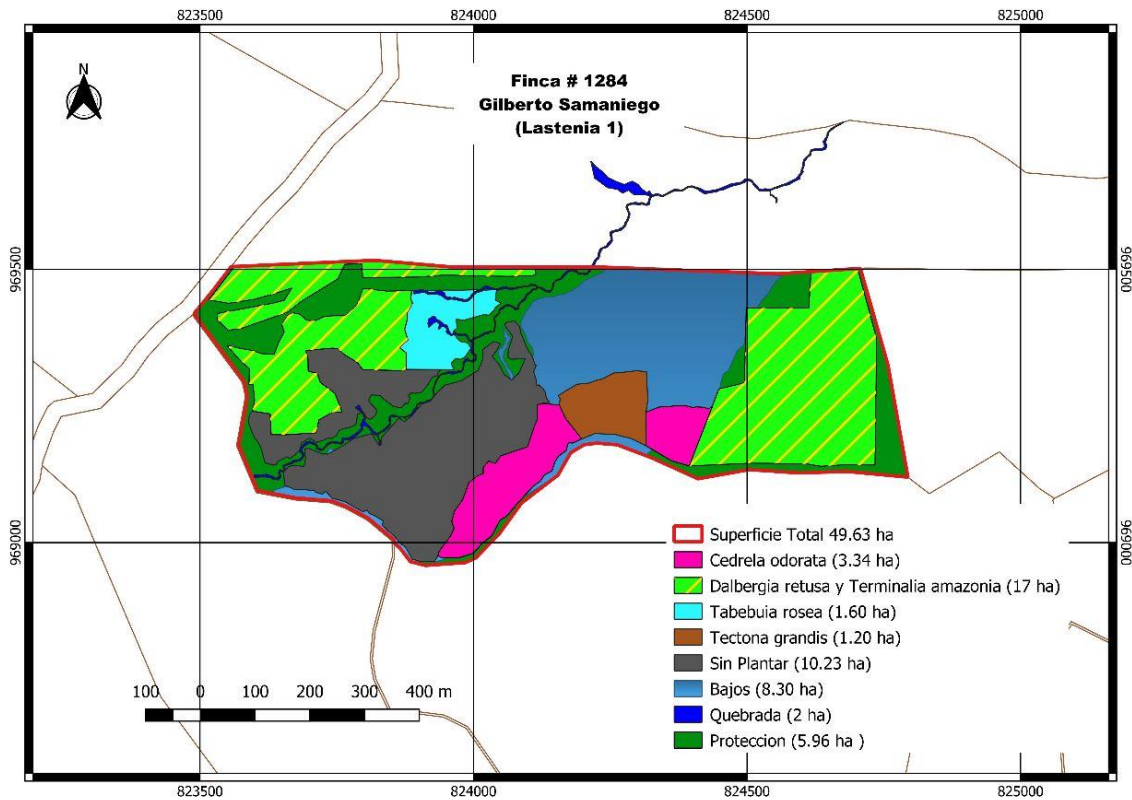 823500 824000 824500 825000
N
Finca # 1284
Gilberto Samaniego
(Lastenia 1)
969500 969500
969000 969000
Superficie Total 49.63 ha
Cedrela odorata (3.34 ha)
Dalbergia retusa y Terminalia amazonia (17 ha)
Tabebuia rosea (1.60 ha)
Tectona grandis (1.20 ha)
Sin Plantar (10.23 ha)
Bajos (8.30 ha)
Quebrada (2 ha)
Proteccion (5.96 ha )
100 0 100 200 300 400 m
823500 824000 824500 825000